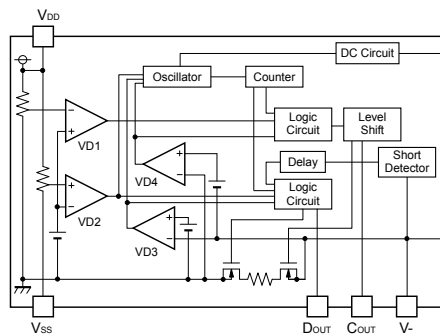 VDD
DC Circuit
Oscillator
Counter
VD1
Logic
Circuit
Level
Shift
VD4
Delay
Short
Detector
VD2
Logic
Circuit
VD3
VSS
DOUT
COUT
V-